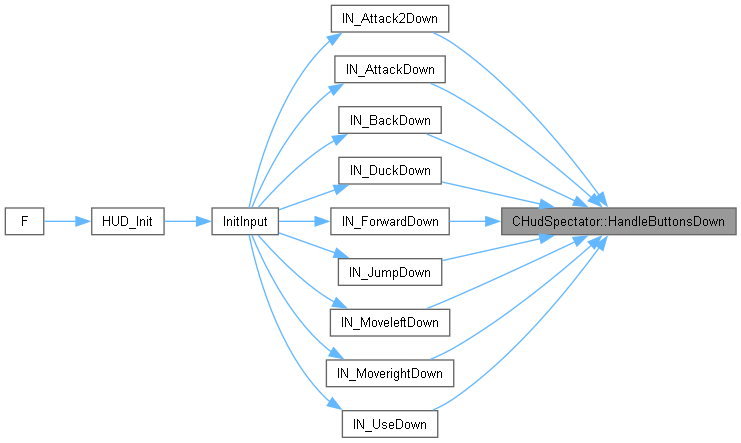 IN_Attack2Down
IN_AttackDown
IN_BackDown
IN_DuckDown
F
HUD_Init
InitInput
IN_ForwardDown
CHudSpectator::HandleButtonsDown
IN_JumpDown
IN_MoveleftDown
IN_MoverightDown
IN_UseDown